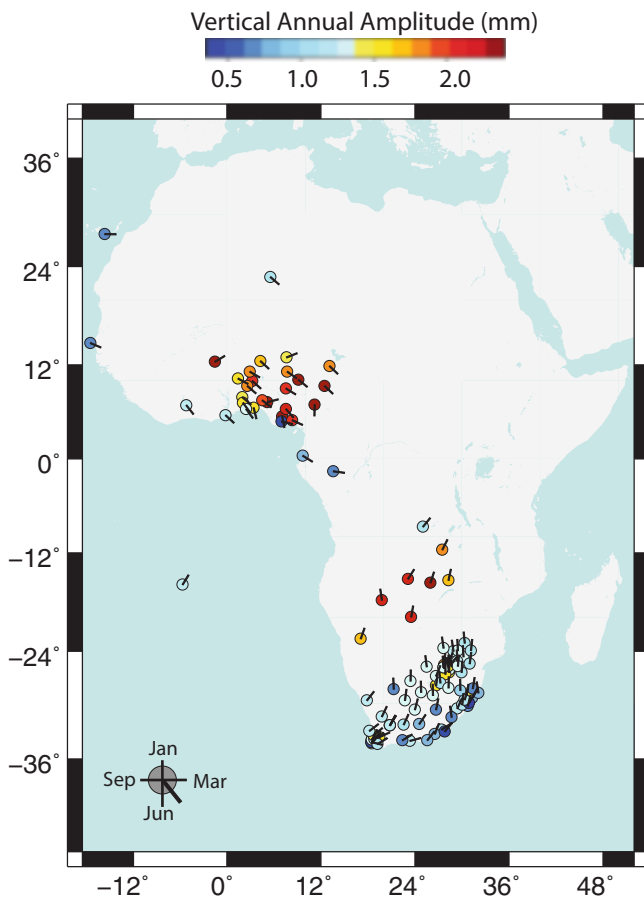 Vertical Annual Amplitude (mm)
0.5 1.0 1.5 2.0
36˚
24˚
12˚
0˚
−12˚
−24˚
−36˚
Jan
Sep Mar
Jun
−12˚ 0˚ 12˚ 24˚ 36˚ 48˚